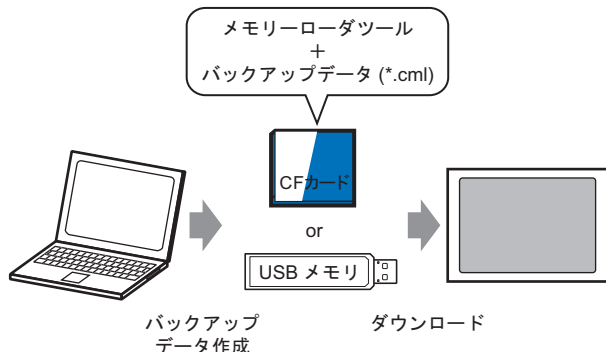 メモリーローダツール
+
バックアップデータ (*.cml)
CFカード
or
USB メモリ
バックアップ
データ作成
ダウンロード